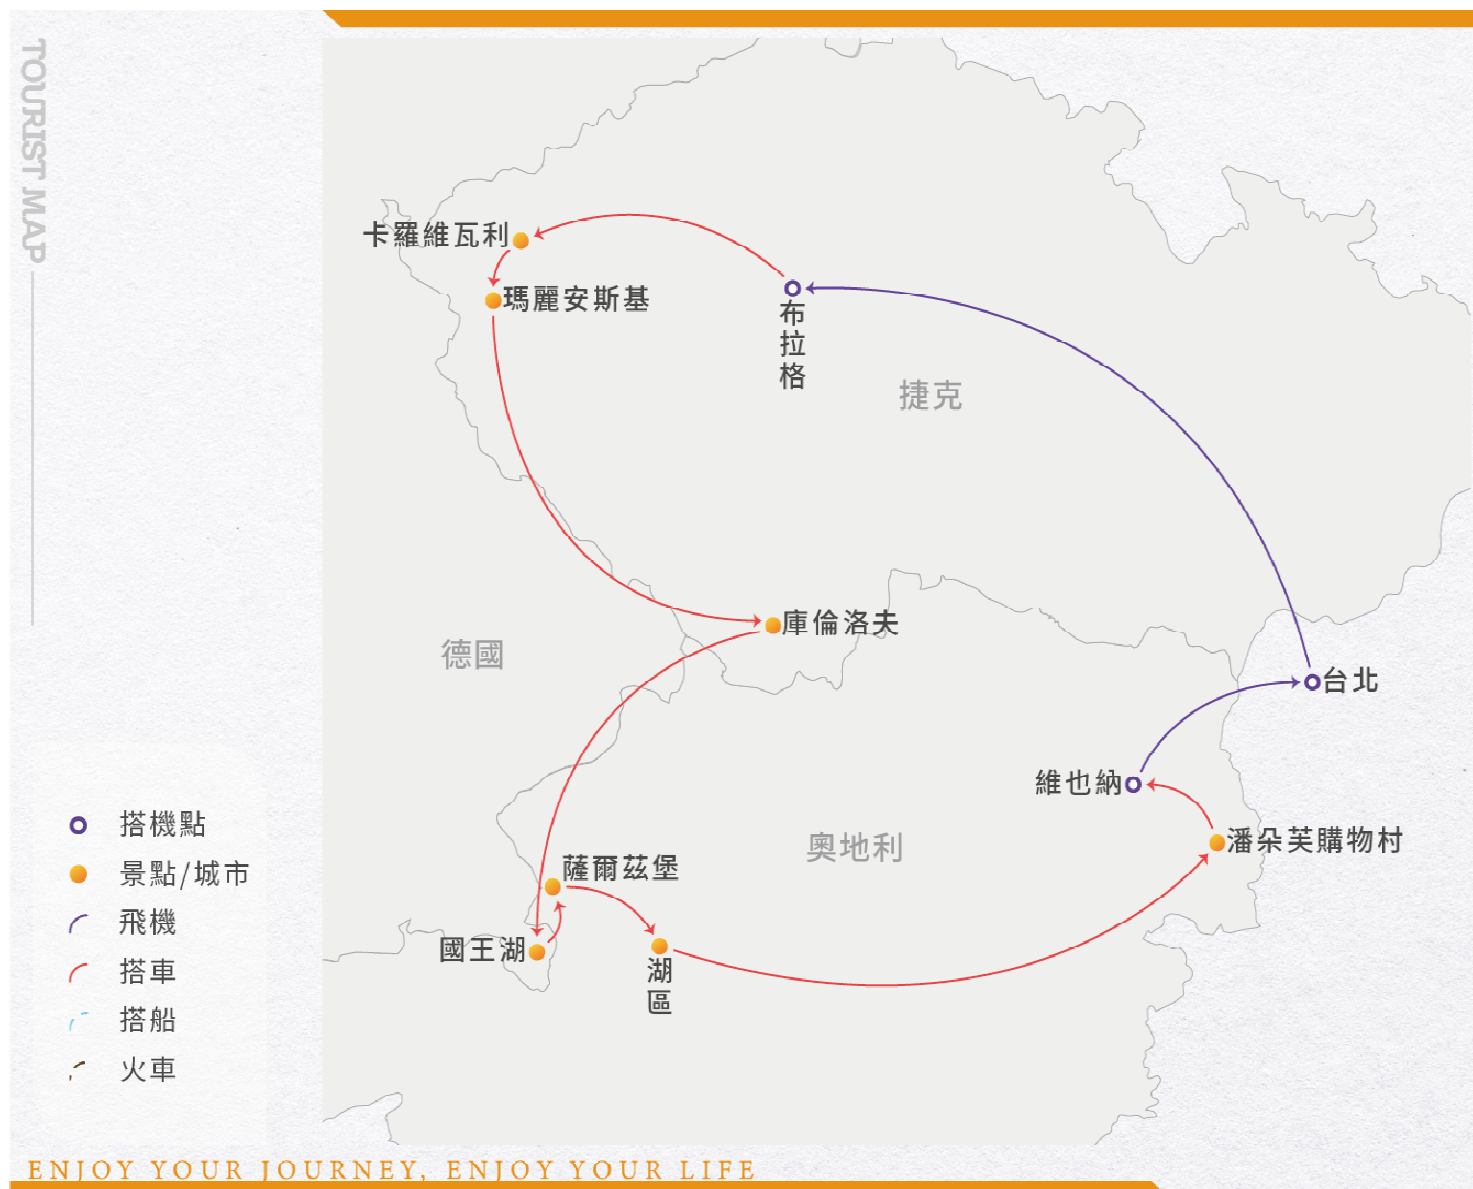 TOURIST MAP
卡羅維瓦利
瑪麗安斯基
布拉格
捷克
庫倫洛夫
德國
台北
維也納
奧地利
潘朵芙購物村
薩爾茲堡
國王湖
湖區
搭機點
景點/城市
飛機
搭車
搭船
火車
ENJOY YOUR JOURNEY, ENJOY YOUR LIFE